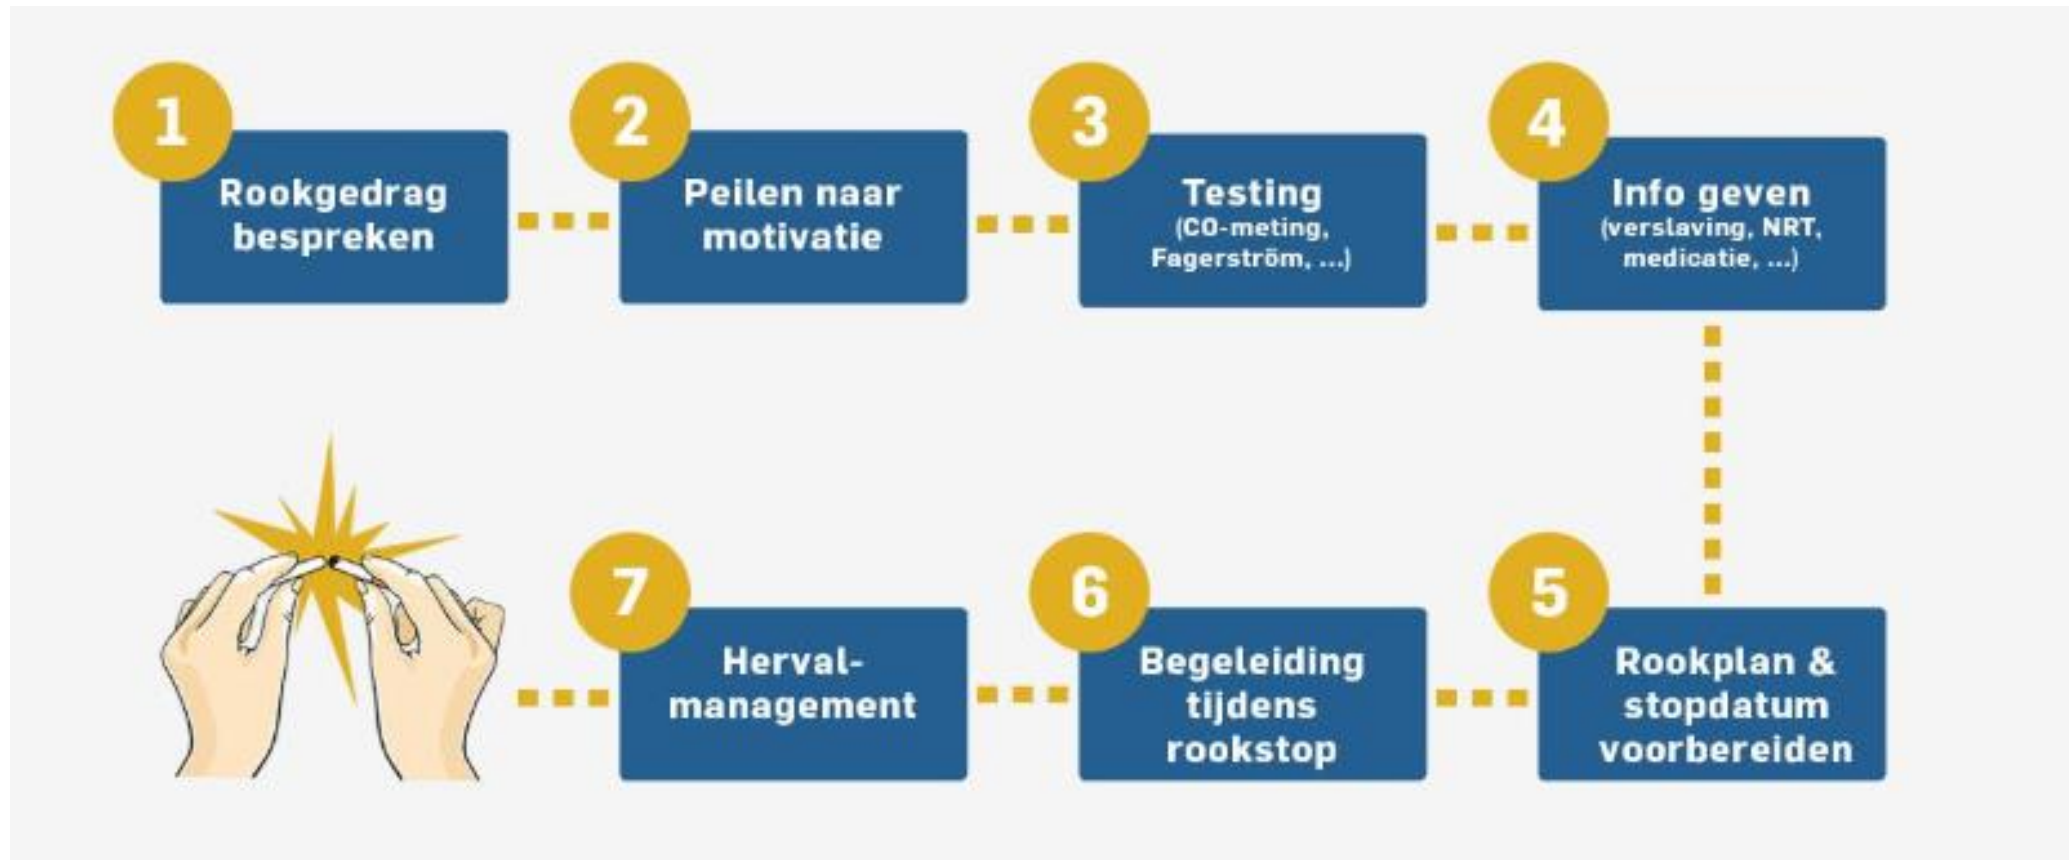 1
Rookgedrag
bespreken
2
Peilen naar
motivatie
3
Testing
(CO-meting,
Fagerström, ...)
4
Info geven
(verslaving, NRT,
medicatie, ...)
5
Rookplan &
stopdatum
voorbereiden
6
Begeleiding
tijdens
rookstop
7
Herval-
management